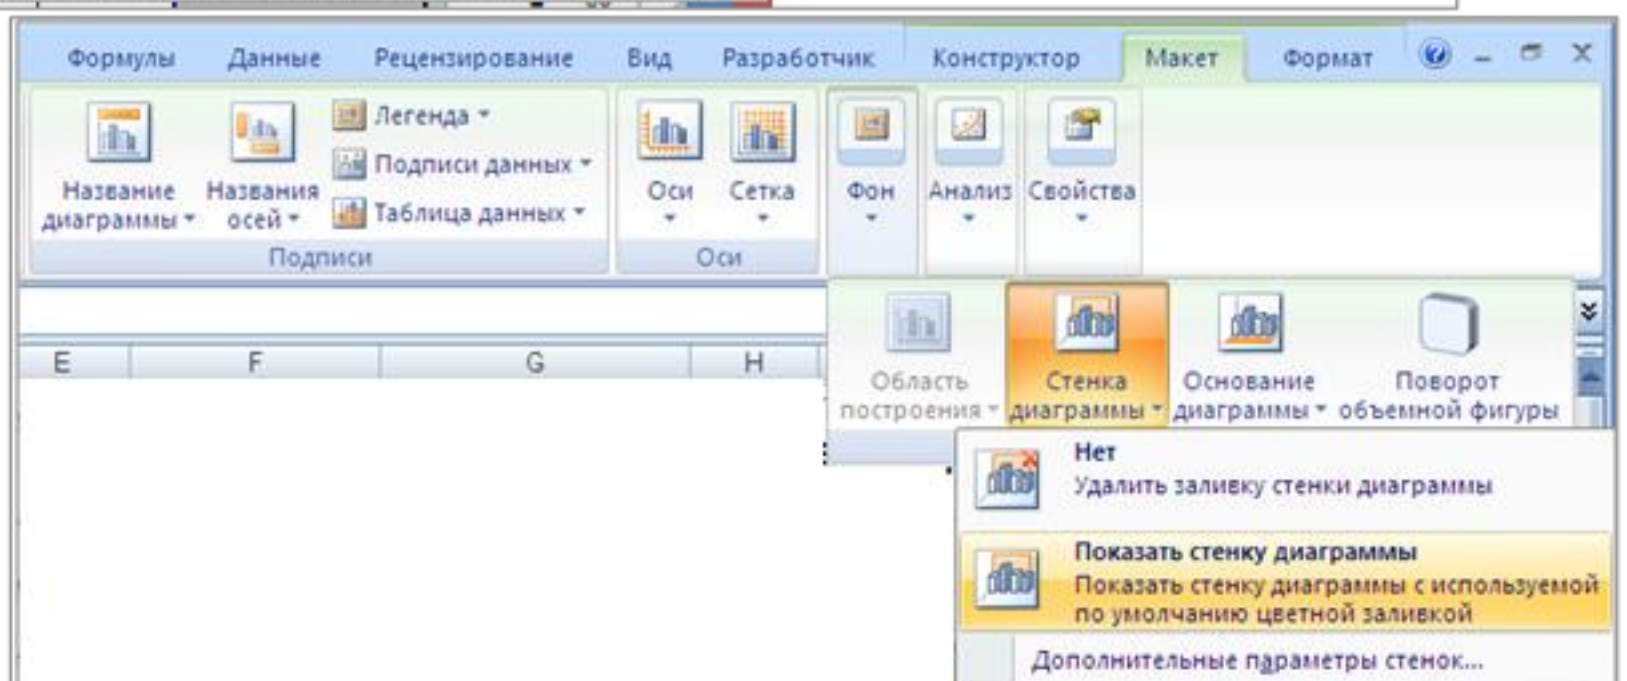 Формулы Данные Рецензирование Вид Разработчик Конструктор Макет Формат
Легенда
Подписи данных
Таблица данных
Название диаграммы
Названия осей
Подписи
Оси
Сетка
Оси
Фон
Анализ
Свойства
E F G H
Область
построения
Стенка
диаграммы
Основание
диаграммы
Поворот
объемной фигуры
Нет
Удалить заливку стенки диаграммы
Показать стенку диаграммы
Показать стенку диаграммы с используемой
по умолчанию цветной заливкой
Дополнительные параметры стенок...